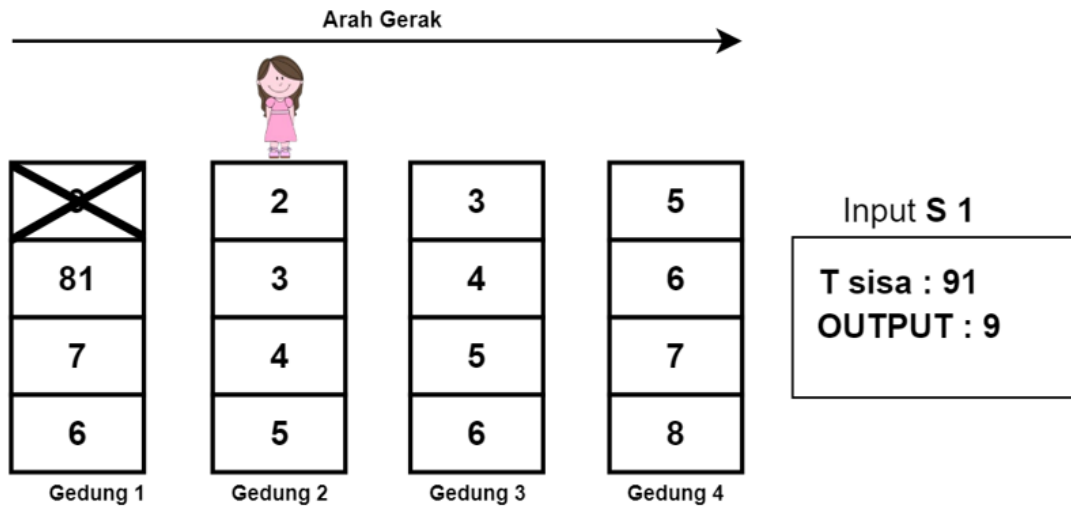 Arah Gerak
2 3 5
81 3 4 6
7 4 5 7
6 5 6 8
Gedung 1 Gedung 2 Gedung 3 Gedung 4
Input S 1
T sisa : 91
OUTPUT : 9